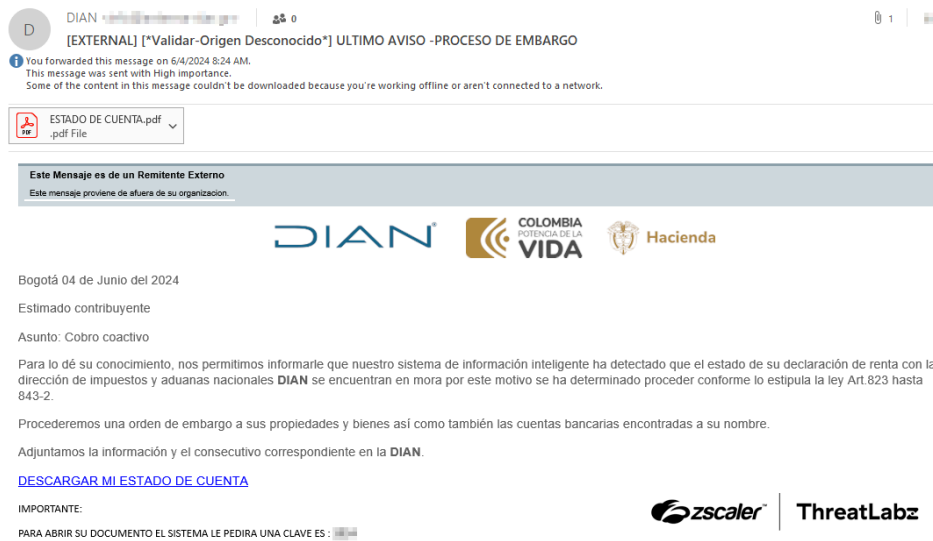 D
DIAN
0
1
[EXTERNAL] [*Validar-Origen Desconocido*] ULTIMO AVISO -PROCESO DE EMBARGO
You forwarded this message on 6/4/2024 8:24 AM.
This message was sent with High importance.
Some of the content in this message couldn't be downloaded because you're working offline or aren't connected to a network.
ESTADO DE CUENTA.pdf
.pdf File
PDF
Este Mensaje es de un Remitente Externo
Este mensaje proviene de afuera de su organizacion.
DIAN
COLOMBIA
POTENCIA DE LA
VIDA
Hacienda
Bogotá 04 de Junio del 2024
Estimado contribuyente
Asunto: Cobro coactivo
Para lo dé su conocimiento, nos permitimos informarle que nuestro sistema de información inteligente ha detectado que el estado de su declaración de renta con la
dirección de impuestos y aduanas nacionales DIAN se encuentran en mora por este motivo se ha determinado proceder conforme lo estipula la ley Art.823 hasta
843-2.
Procederemos una orden de embargo a sus propiedades y bienes así como también las cuentas bancarias encontradas a su nombre.
Adjuntamos la información y el consecutivo correspondiente en la DIAN.
DESCARGAR MI ESTADO DE CUENTA
IMPORTANTE:
PARA ABRIR SU DOCUMENTO EL SISTEMA LE PEDIRA UNA CLAVE ES :
zscaler™ ThreatLabz